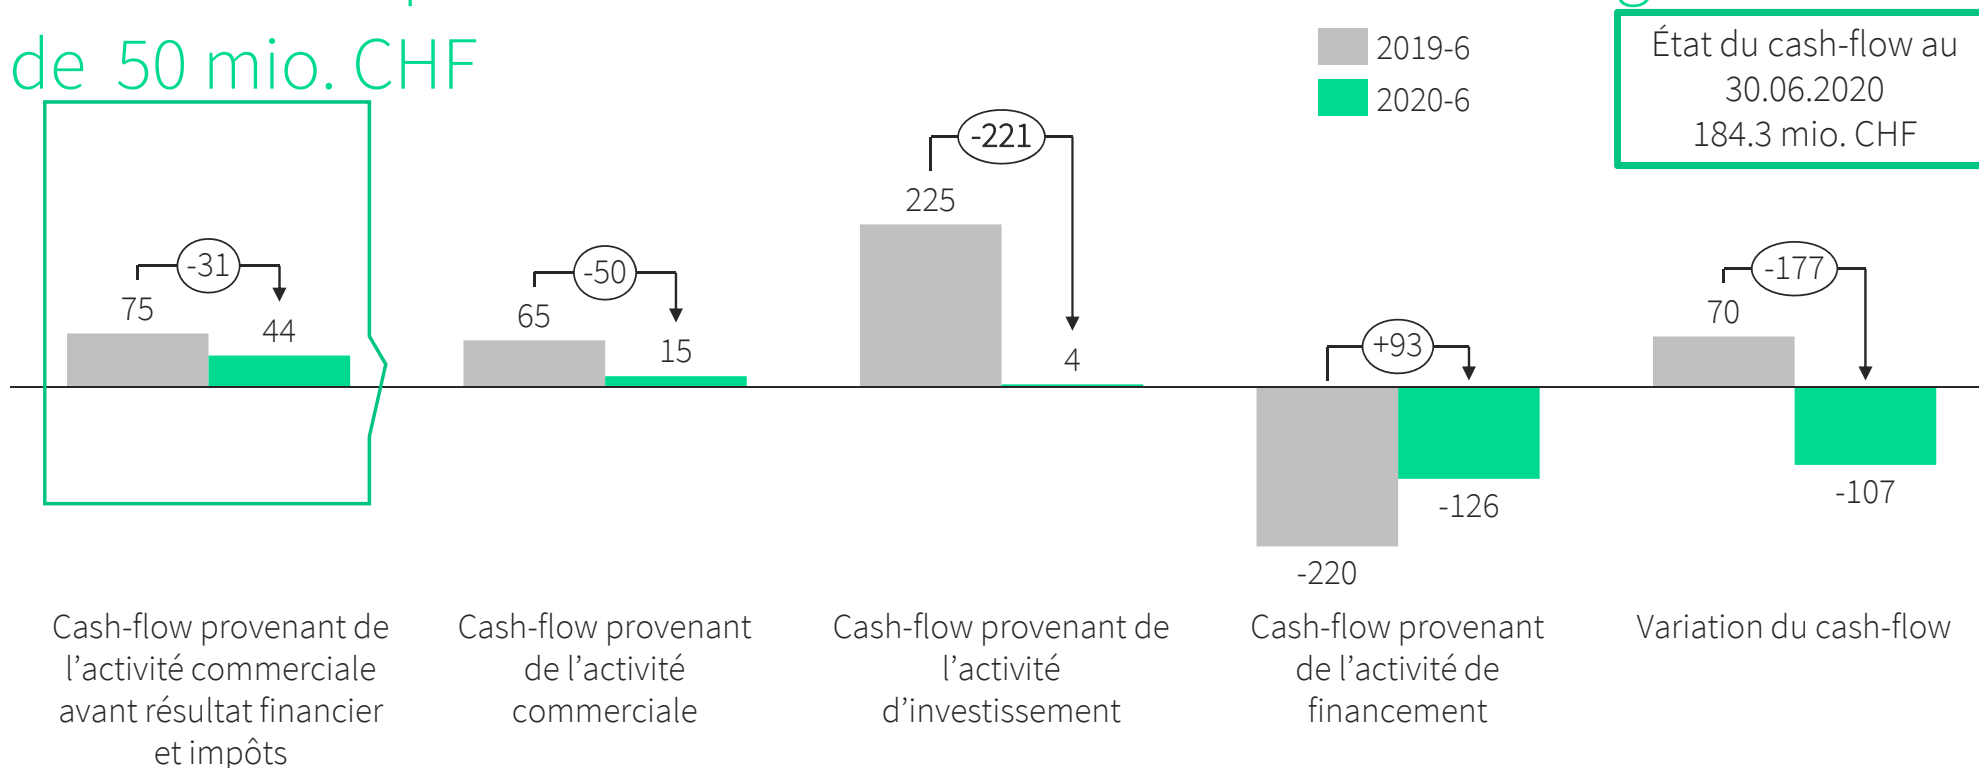 de 50 mio. CHF
2019-6
2020-6
État du cash-flow au
30.06.2020
184.3 mio. CHF
-31
75
44
-50
65
15
-221
225
4
+93
-220
-126
-177
70
-107
Cash-flow provenant de
l’activité commerciale
avant résultat financier
et impôts
Cash-flow provenant
de l’activité
commerciale
Cash-flow provenant de
l’activité
d’investissement
Cash-flow provenant
de l’activité de
financement
Variation du cash-flow